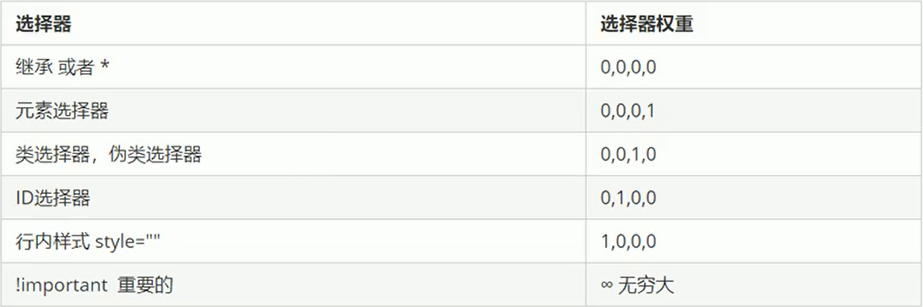 选择器 选择器权重
继承 或者 * 0,0,0,0
元素选择器 0,0,0,1
类选择器，伪类选择器 0,0,1,0
ID选择器 0,1,0,0
行内样式 style="" 1,0,0,0
!important 重要的 ∞ 无穷大